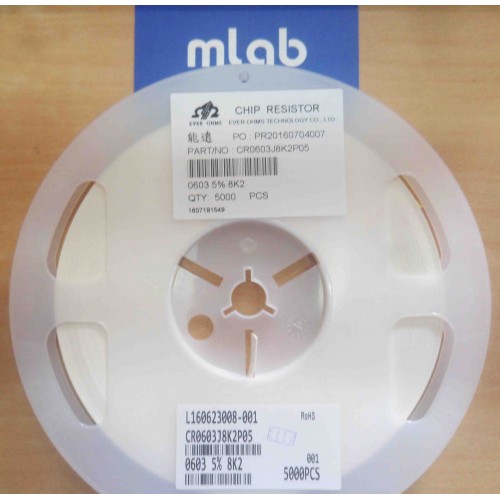 mlab
CHIP RESISTOR
EVER OHMS TECHNOLOGY CO., LTD
EVER OHMS
能遠 PO : PR20160704007
PART/NO : CR0603J8K2P05
0603 5% 8K2
QTY: 5000 PCS
1607191549
L160623008-001 RoHS
CR0603J8K2P05
0603 5% 8K2 001
5000PCS